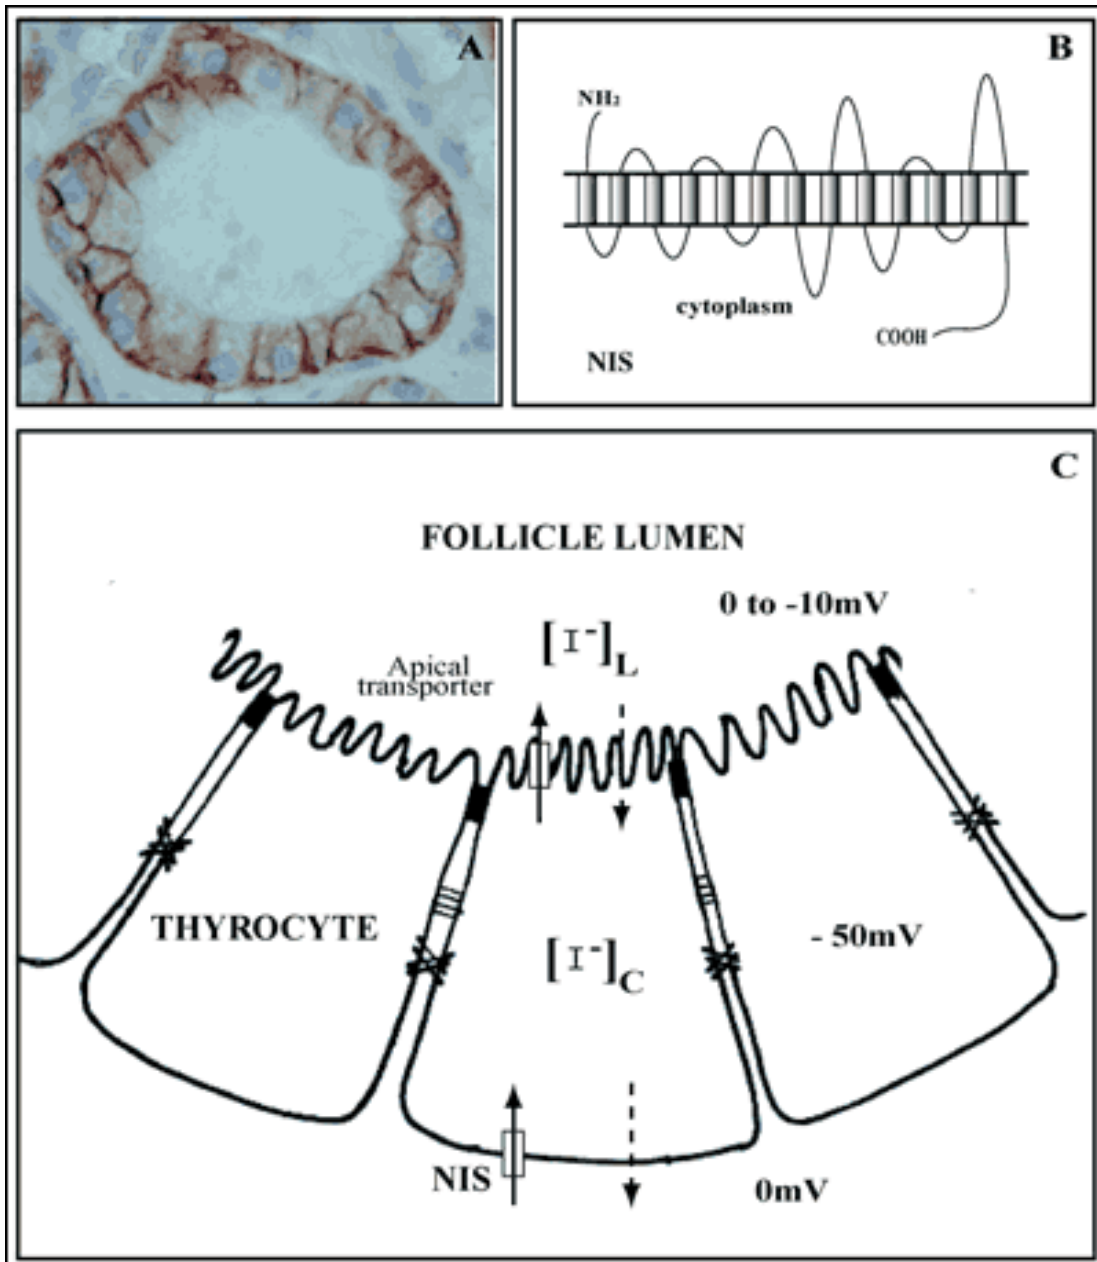 A
B
NH₂
cytoplasm
COOH
NIS
C
FOLLICLE LUMEN
0 to -10mV
[I⁻]L
Apical
transporter
THYROCYTE
- 50mV
[I⁻]C
NIS
0mV